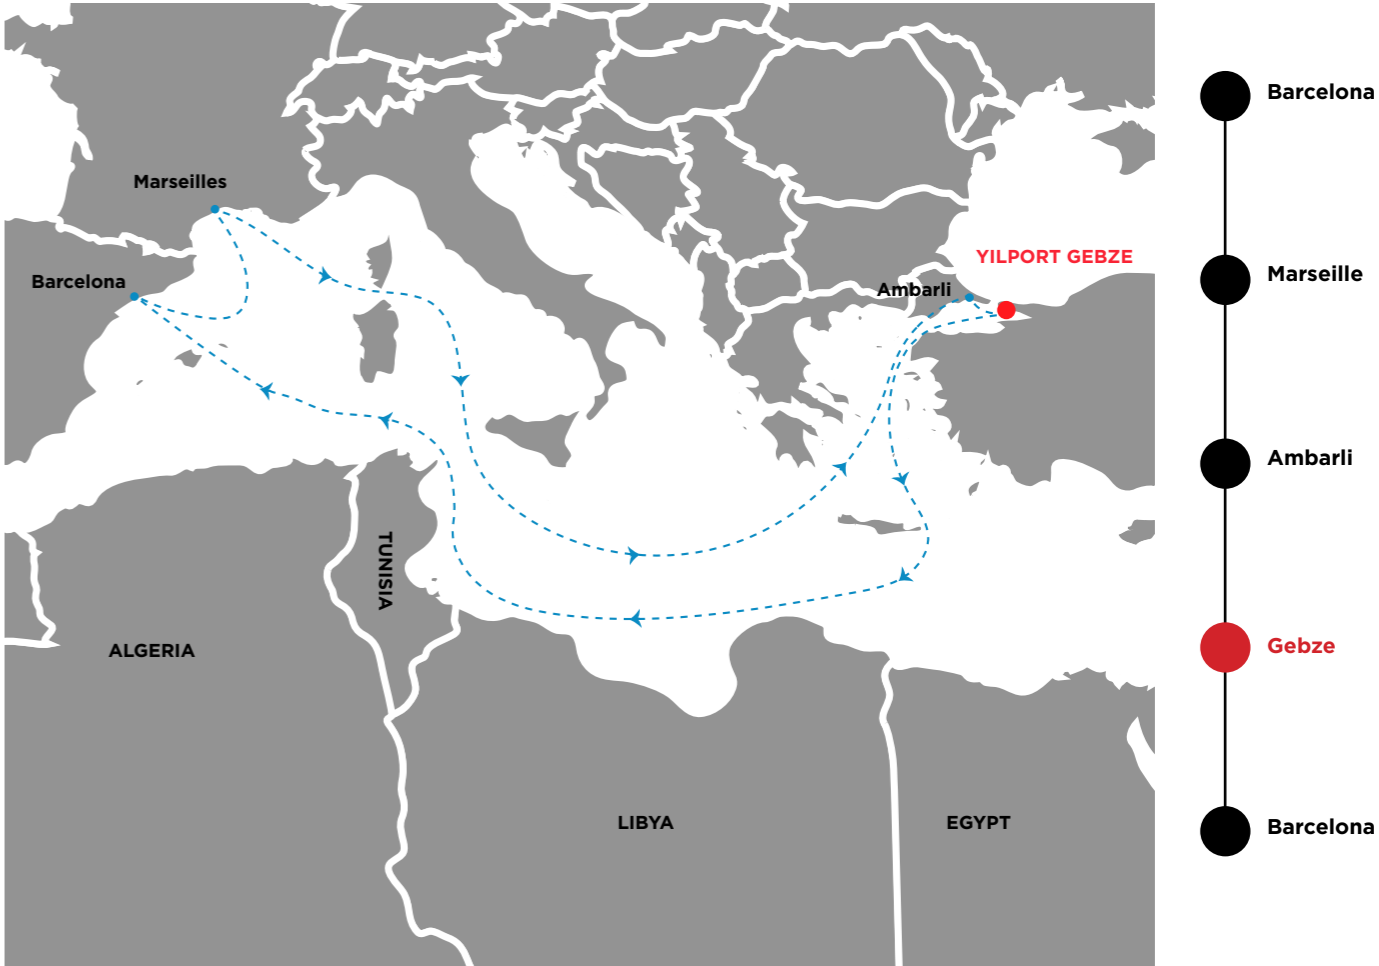 Marseilles
Barcelona
YILPORT GEBZE
Ambarli
TUNISIA
ALGERIA
LIBYA
EGYPT
Barcelona
Marseille
Ambarli
Gebze
Barcelona